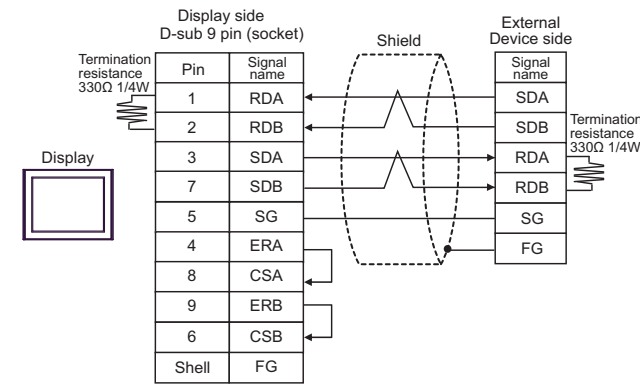 Display side
D-sub 9 pin (socket)
Shield
External
Device side
Termination
resistance
330Ω 1/4W
Pin
Signal
name
Signal
name
1
RDA
SDA
2
RDB
SDB
Termination
resistance
330Ω 1/4W
Display
3
SDA
RDA
7
SDB
RDB
5
SG
SG
4
ERA
FG
8
CSA
9
ERB
6
CSB
Shell
FG